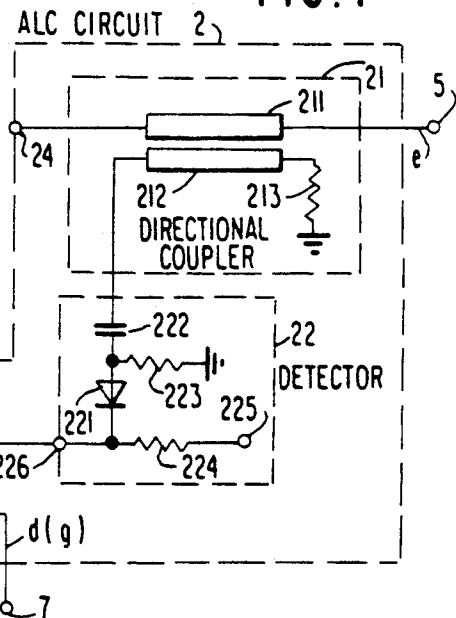 ALC CIRCUIT 2
21
211
5
24
e
212
213
DIRECTIONAL
COUPLER
222
22
223
DETECTOR
221
225
226
224
d(g)
7